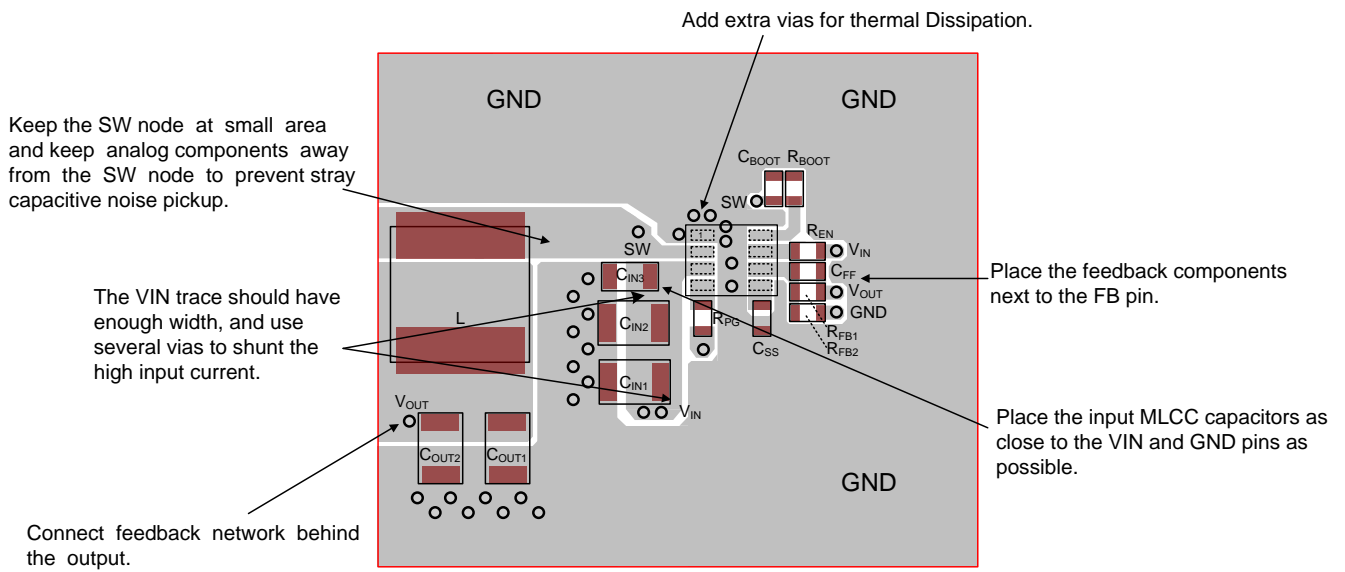 Add extra vias for thermal Dissipation.
GND
GND
Keep the SW node at small area
and keep analog components away
from the SW node to prevent stray
capacitive noise pickup.
CBOOT RBOOT
SW
1
REN
SW
VIN
CIN3
CFF
Place the feedback components
next to the FB pin.
VOUT
The VIN trace should have
enough width, and use
several vias to shunt the
high input current.
L
CIN2
RPG
CSS
GND
RFB1
RFB2
CIN1
VOUT
VIN
Place the input MLCC capacitors as
close to the VIN and GND pins as
possible.
COUT2
COUT1
GND
Connect feedback network behind
the output.